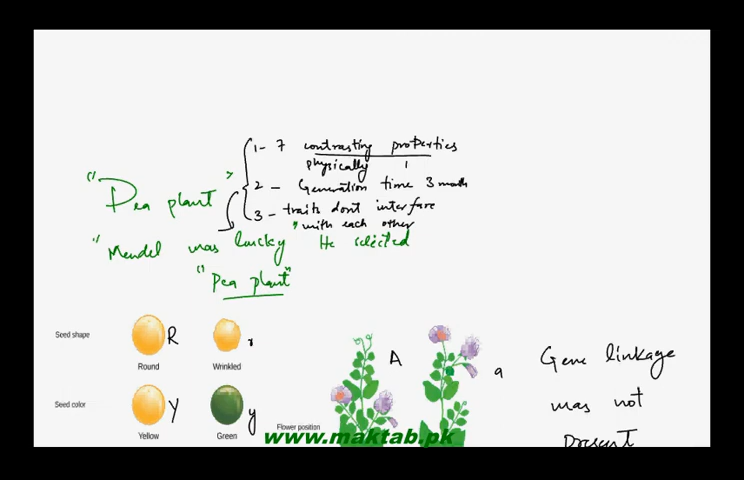 1- 7 contrasting properties
physically
2 - Generation time 3 month
3 - traits dont interfare
"with each other
"Pea plant"
"Mendel was lucky He selected
"Pea plant"
Seed shape R r
Round Wrinkled
A a
Gene linkage
was not
present
Seed color Y y
Yellow Green
Flower position
www.maktab.pk